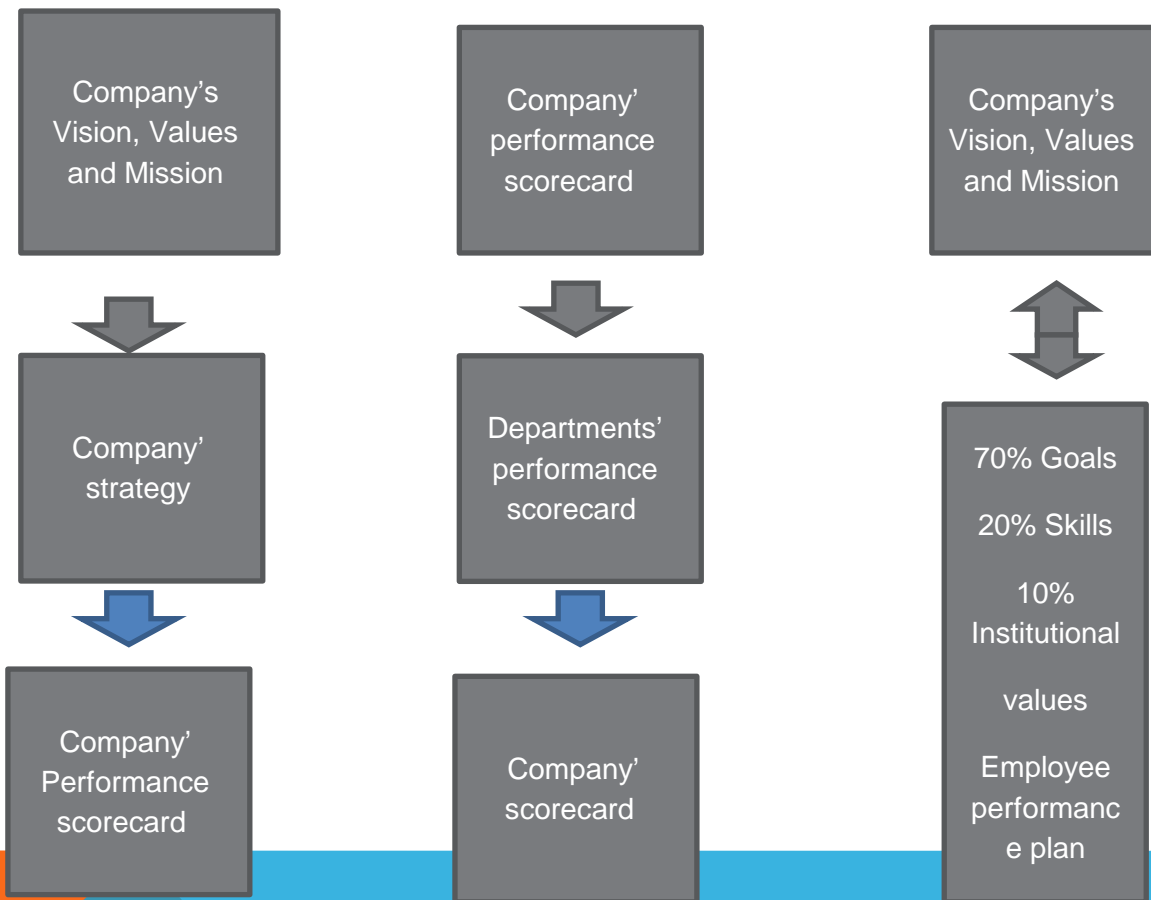 Company’s
Vision, Values
and Mission
Company’
strategy
Company’
Performance
scorecard
Company’
performance
scorecard
Departments’
performance
scorecard
Company’
scorecard
Company’s
Vision, Values
and Mission
70% Goals
20% Skills
10%
Institutional
values
Employee
performanc
e plan